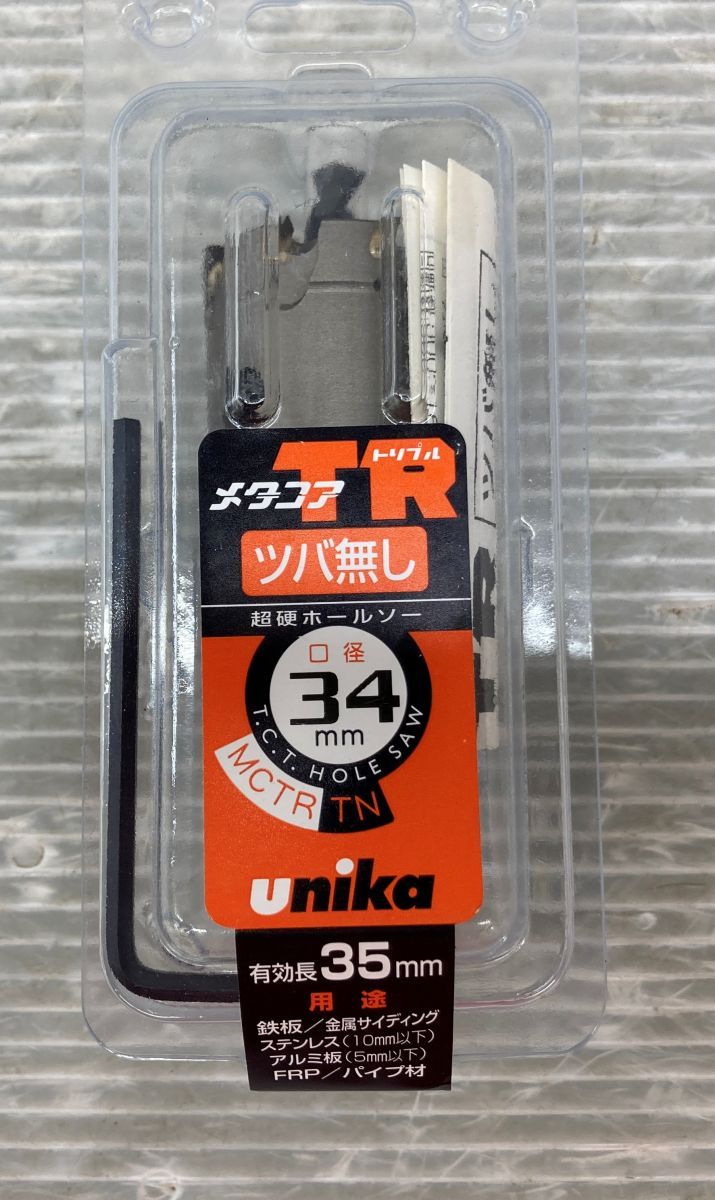 トリプル
メタコア TR
ツバ無し
超硬ホールソー
口径
34
mm
T.C.T. HOLE SAW
MCTR TN
unika
有効長35mm
用途
鉄板／金属サイディング
ステンレス(10mm以下)
アルミ板(5mm以下)
FRP／パイプ材